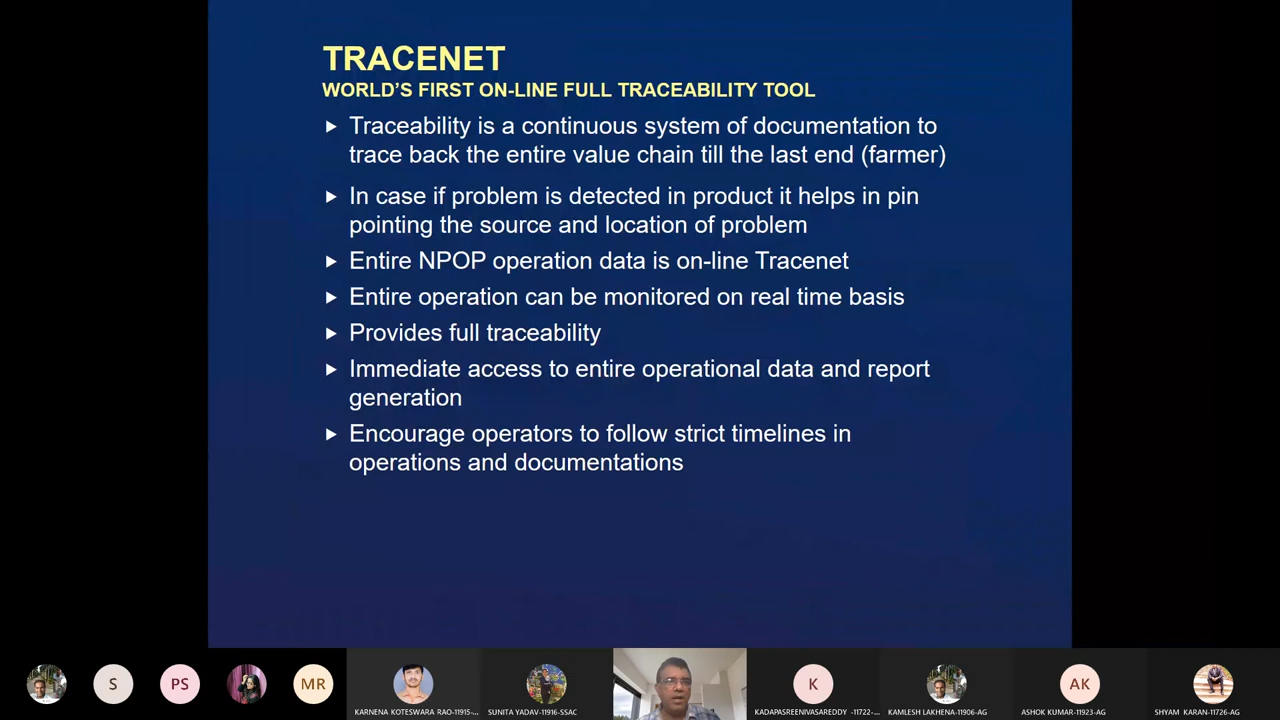 TRACENET
WORLD'S FIRST ON-LINE FULL TRACEABILITY TOOL
Traceability is a continuous system of documentation to
trace back the entire value chain till the last end (farmer)
In case if problem is detected in product it helps in pin
pointing the source and location of problem
Entire NPOP operation data is on-line Tracenet
Entire operation can be monitored on real time basis
Provides full traceability
Immediate access to entire operational data and report
generation
Encourage operators to follow strict timelines in
operations and documentations
S
PS
MR
K
AK
KARNENA KOTESWARA RAO-11915-...
SUNITA YADAV-11916-SSAC
KADAPASREENIVASAREDDY -11722-...
KAMLESH LAKHENA-11906-AG
ASHOK KUMAR-11923-AG
SHYAM KARAN-11726-AG